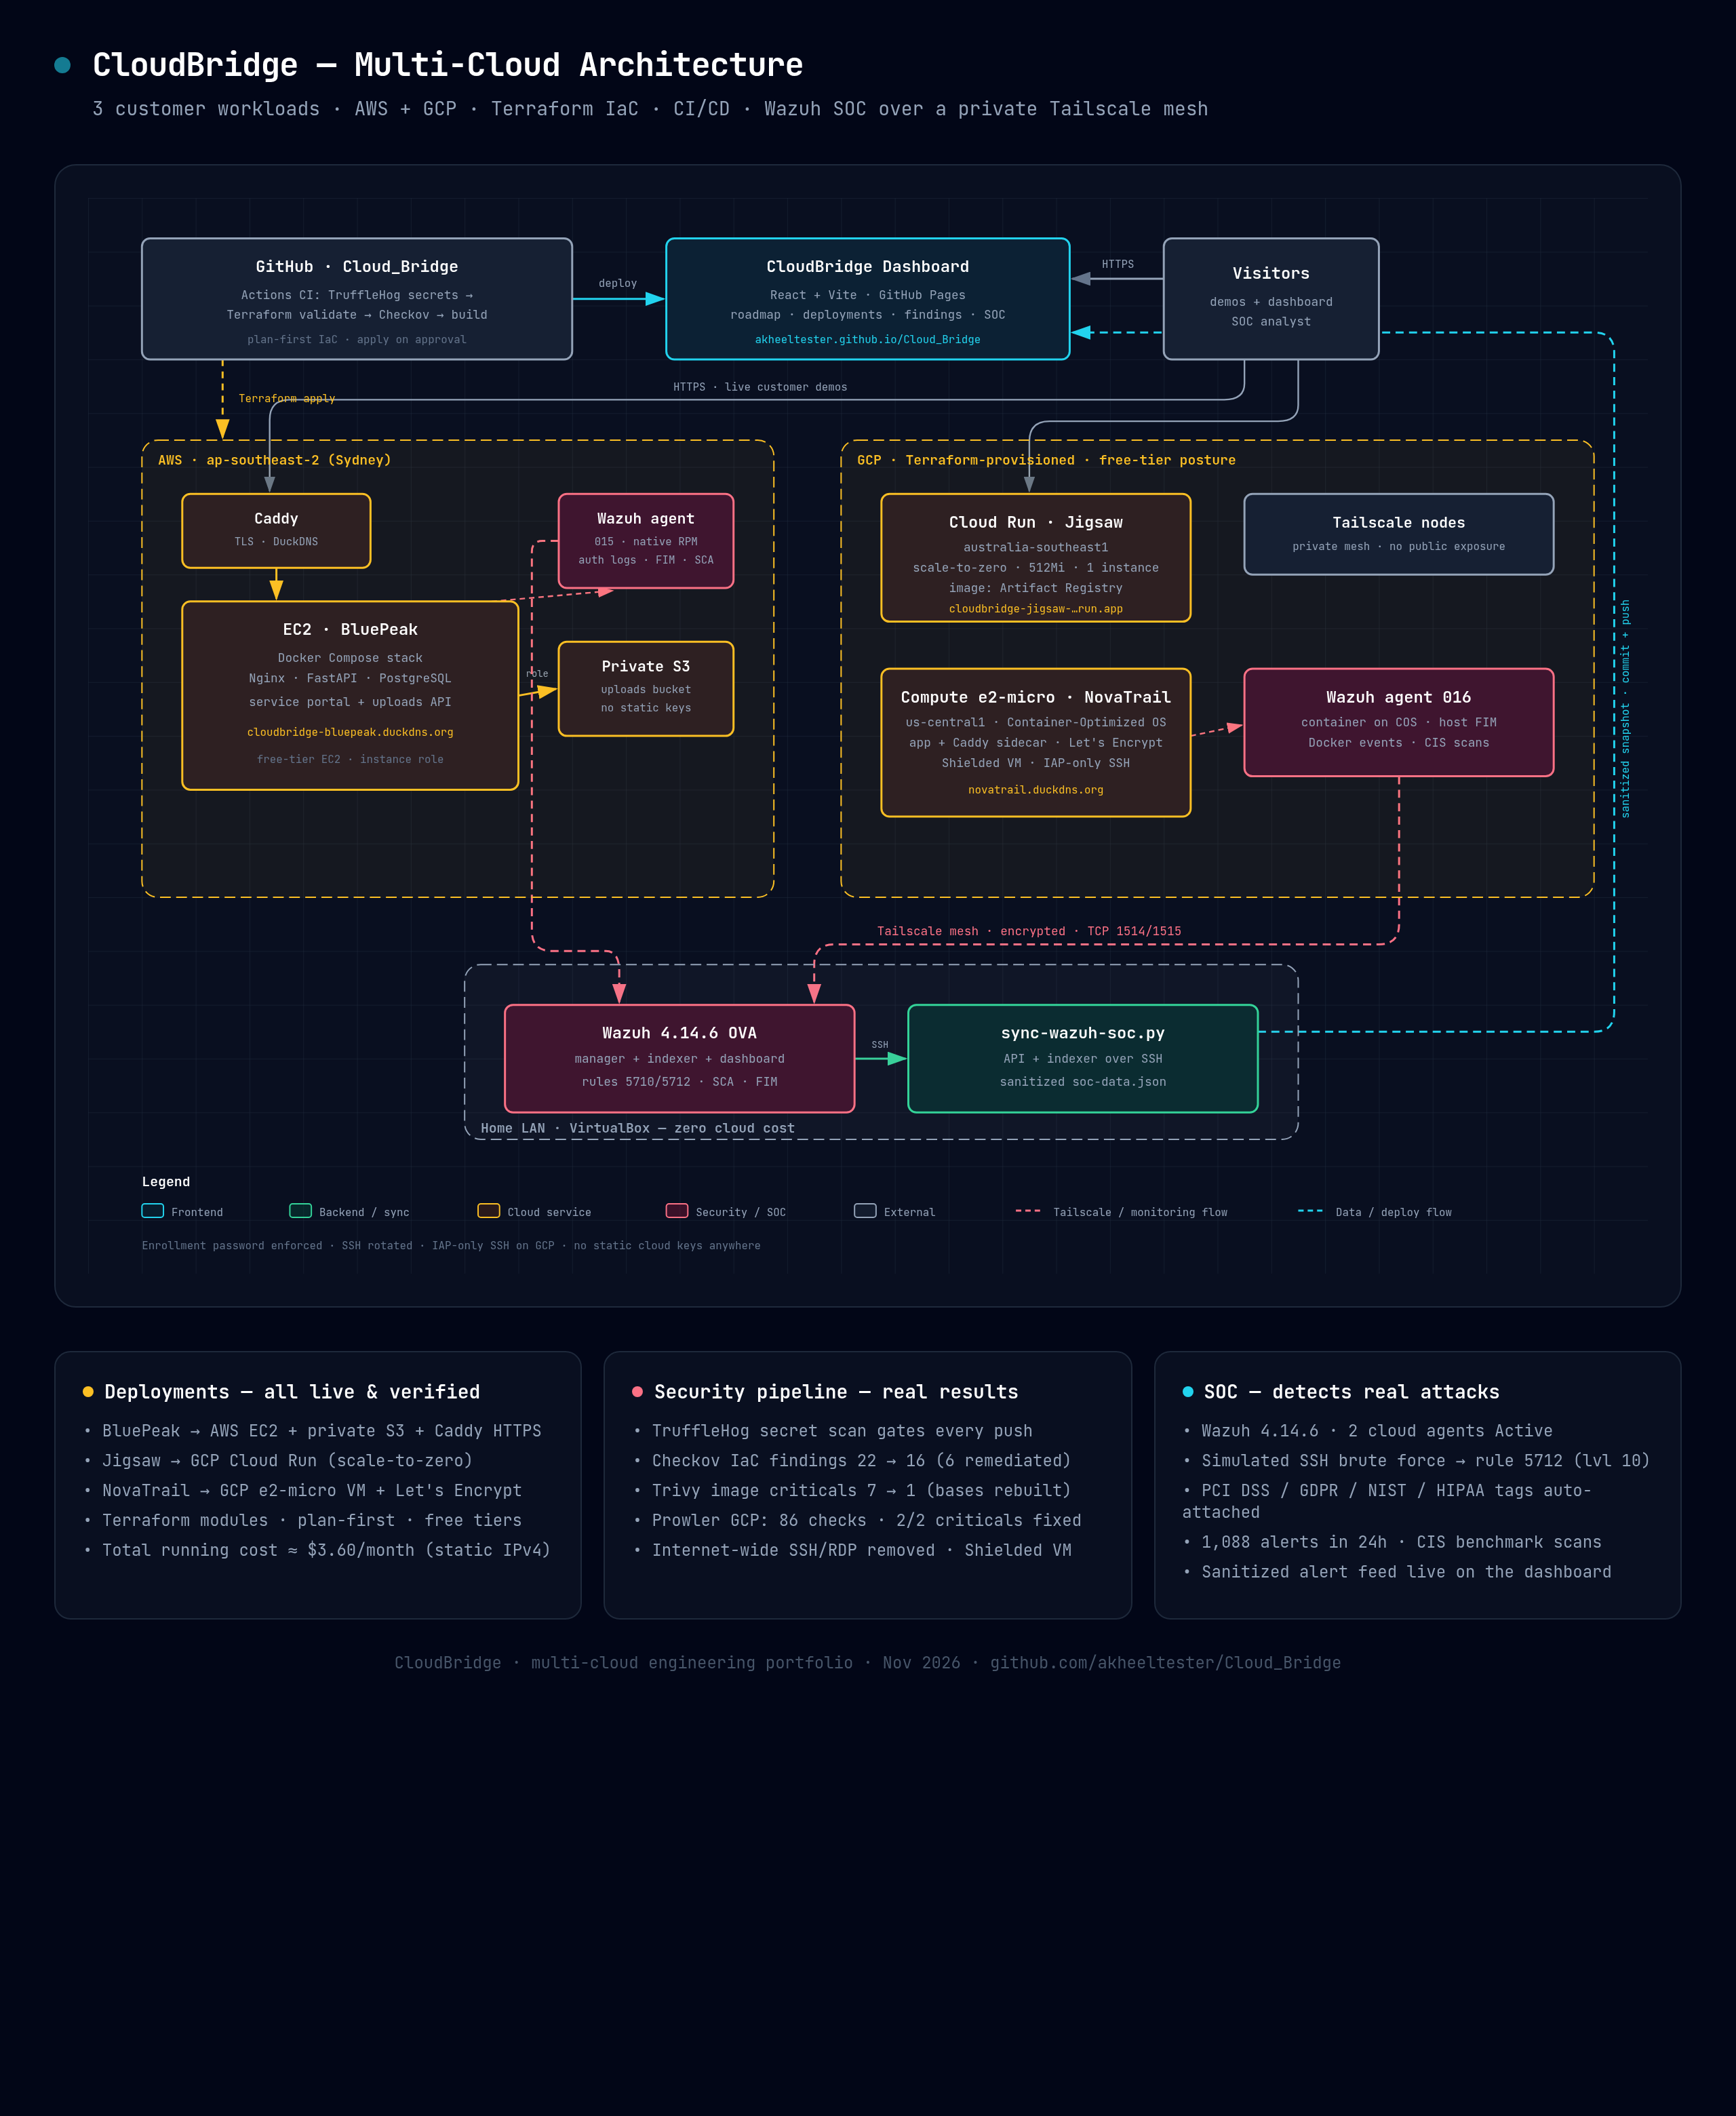 CloudBridge — Multi-Cloud Architecture
3 customer workloads · AWS + GCP · Terraform IaC · CI/CD · Wazuh SOC over a private Tailscale mesh
GitHub · Cloud_Bridge
Actions CI: TruffleHog secrets →
Terraform validate → Checkov → build
plan-first IaC · apply on approval
deploy
CloudBridge Dashboard
React + Vite · GitHub Pages
roadmap · deployments · findings · SOC
akheeltester.github.io/Cloud_Bridge
HTTPS
Visitors
demos + dashboard
SOC analyst
HTTPS · live customer demos
Terraform apply
AWS · ap-southeast-2 (Sydney)
Caddy
TLS · DuckDNS
Wazuh agent
015 · native RPM
auth logs · FIM · SCA
EC2 · BluePeak
Docker Compose stack
Nginx · FastAPI · PostgreSQL
service portal + uploads API
cloudbridge-bluepeak.duckdns.org
free-tier EC2 · instance role
role
Private S3
uploads bucket
no static keys
GCP · Terraform-provisioned · free-tier posture
Cloud Run · Jigsaw
australia-southeast1
scale-to-zero · 512Mi · 1 instance
image: Artifact Registry
cloudbridge-jigsaw-…run.app
Tailscale nodes
private mesh · no public exposure
Compute e2-micro · NovaTrail
us-central1 · Container-Optimized OS
app + Caddy sidecar · Let's Encrypt
Shielded VM · IAP-only SSH
novatrail.duckdns.org
Wazuh agent 016
container on COS · host FIM
Docker events · CIS scans
sanitized snapshot · commit + push
Tailscale mesh · encrypted · TCP 1514/1515
Wazuh 4.14.6 OVA
manager + indexer + dashboard
rules 5710/5712 · SCA · FIM
SSH
sync-wazuh-soc.py
API + indexer over SSH
sanitized soc-data.json
Home LAN · VirtualBox — zero cloud cost
Legend
Frontend
Backend / sync
Cloud service
Security / SOC
External
Tailscale / monitoring flow
Data / deploy flow
Enrollment password enforced · SSH rotated · IAP-only SSH on GCP · no static cloud keys anywhere
Deployments — all live & verified
• BluePeak → AWS EC2 + private S3 + Caddy HTTPS
• Jigsaw → GCP Cloud Run (scale-to-zero)
• NovaTrail → GCP e2-micro VM + Let's Encrypt
• Terraform modules · plan-first · free tiers
• Total running cost ≈ $3.60/month (static IPv4)
Security pipeline — real results
• TruffleHog secret scan gates every push
• Checkov IaC findings 22 → 16 (6 remediated)
• Trivy image criticals 7 → 1 (bases rebuilt)
• Prowler GCP: 86 checks · 2/2 criticals fixed
• Internet-wide SSH/RDP removed · Shielded VM
SOC — detects real attacks
• Wazuh 4.14.6 · 2 cloud agents Active
• Simulated SSH brute force → rule 5712 (lvl 10)
• PCI DSS / GDPR / NIST / HIPAA tags auto-
attached
• 1,088 alerts in 24h · CIS benchmark scans
• Sanitized alert feed live on the dashboard
CloudBridge · multi-cloud engineering portfolio · Nov 2026 · github.com/akheeltester/Cloud_Bridge